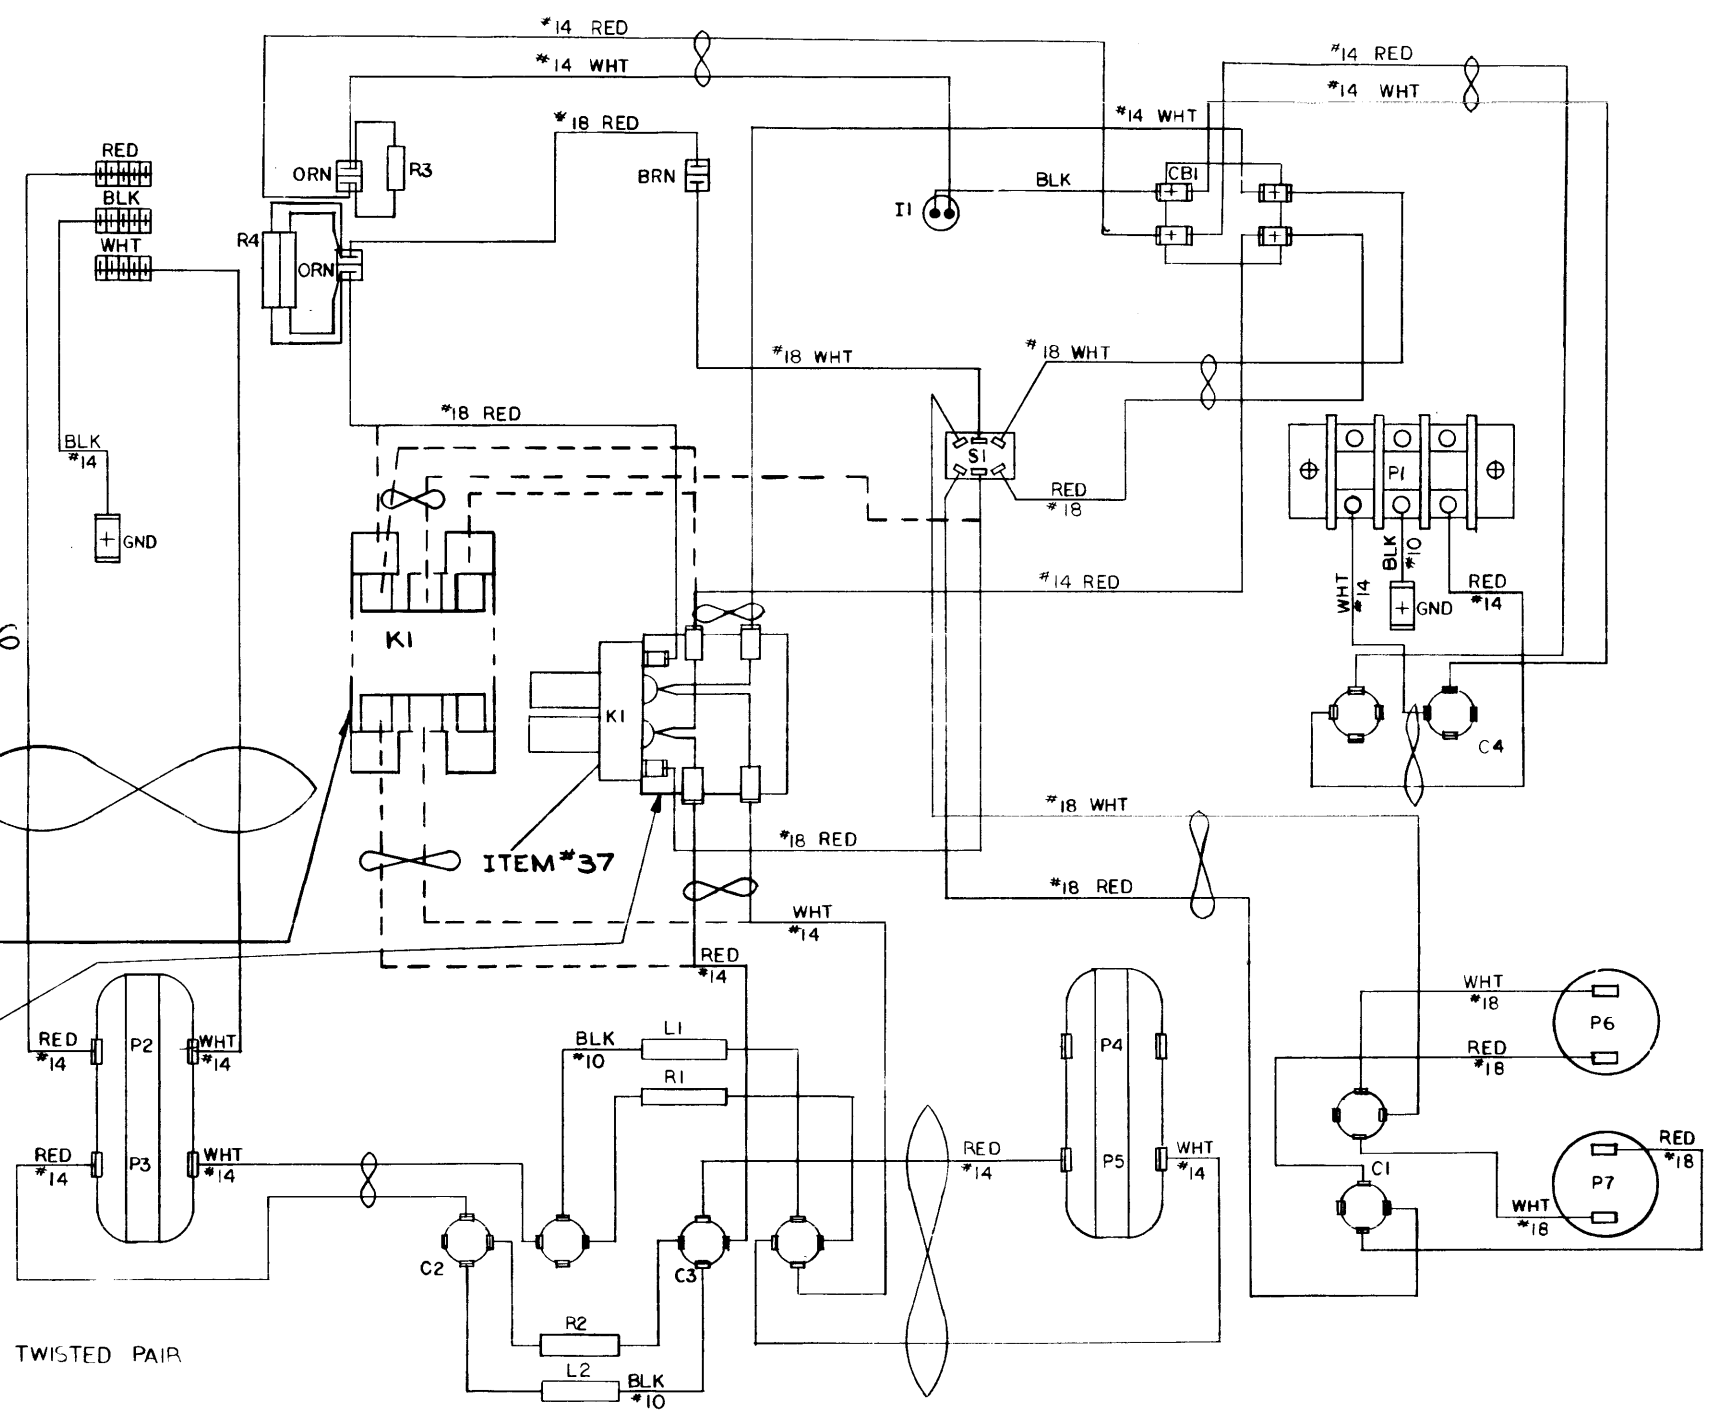 #14 RED
#14 WHT
#14 RED
#14 WHT
#14 WHT
#18 RED
RED
BLK
WHT
ORN
R3
BRN
BLK
CB1
I1
R4
ORN
#18 WHT
#18 WHT
#18 RED
BLK
#14
GND
S1
RED
#18
P1
WHT
#14
BLK
#10
GND
RED
#14
#14 RED
K1
K1
C4
6
#18 WHT
#18 RED
#18 RED
ITEM #37
WHT
#14
RED
#14
WHT
#18
P6
RED
#18
RED
#14
P2
WHT
#14
BLK
#10
L1
R1
P4
RED
#14
P3
WHT
#14
RED
#14
P5
WHT
#14
C1
P7
RED
#18
WHT
#18
C2
C3
R2
L2
BLK
#10
TWISTED PAIR